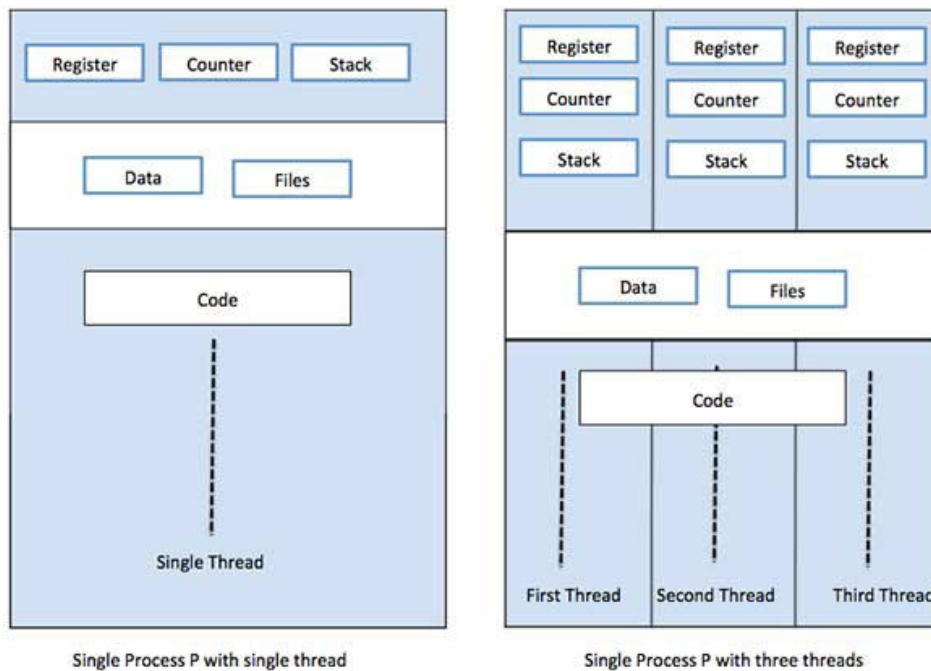 Register Counter Stack
Data Files
Code
Single Thread
Single Process P with single thread
Register Register Register
Counter Counter Counter
Stack Stack Stack
Data Files
Code
First Thread Second Thread Third Thread
Single Process P with three threads